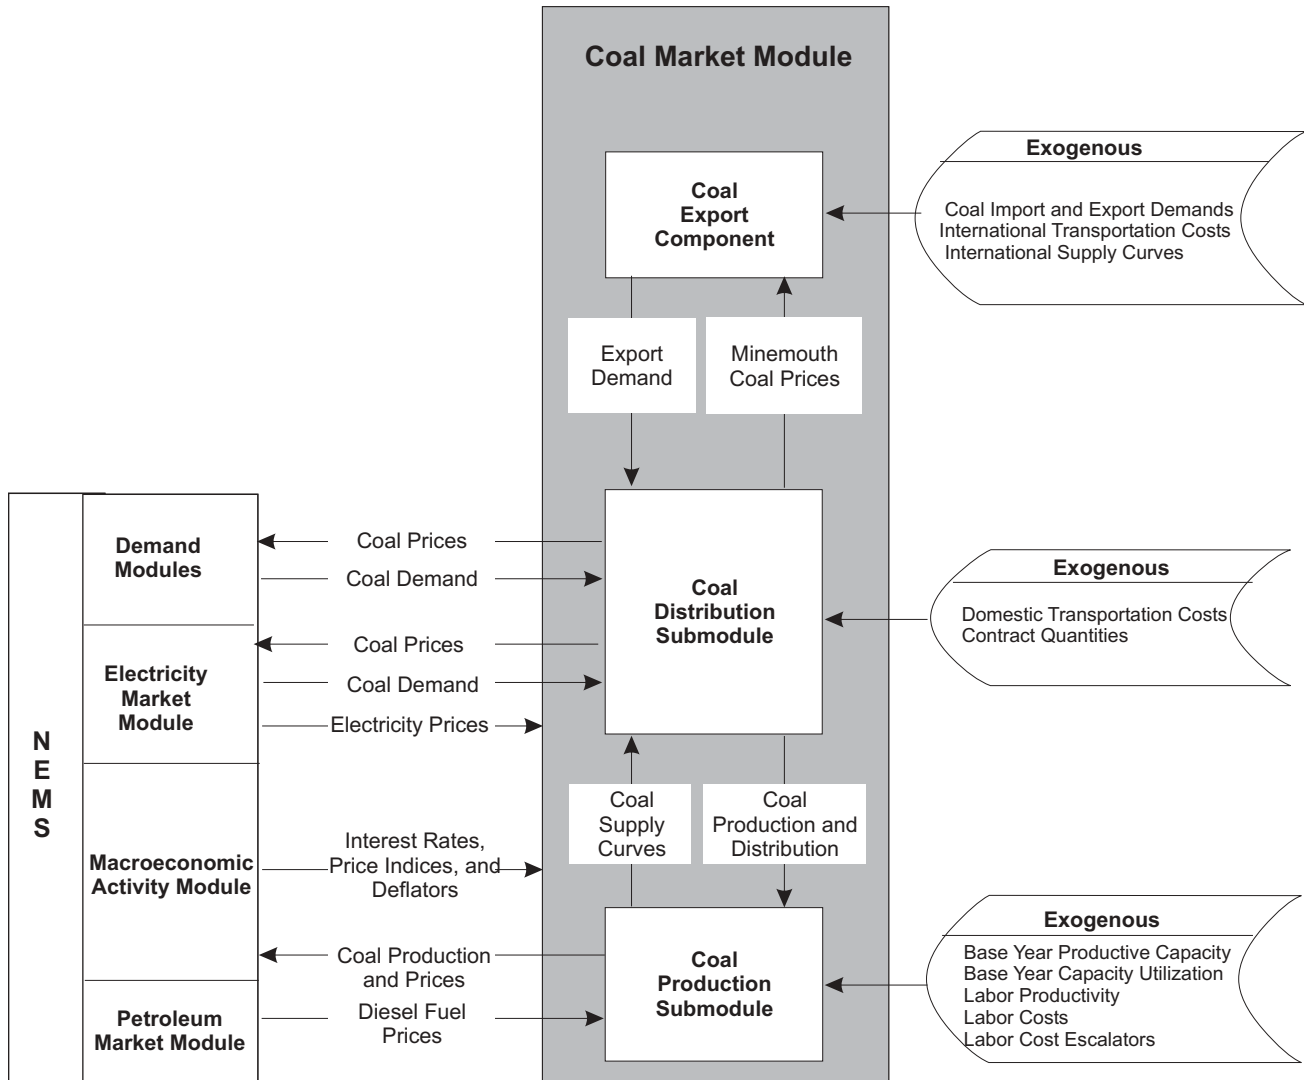 Coal Market Module
Coal
Export
Component
Exogenous
Coal Import and Export Demands
International Transportation Costs
International Supply Curves
Export
Demand
Minemouth
Coal Prices
NEMS
Demand
Modules
Coal Prices
Coal Demand
Coal
Distribution
Submodule
Exogenous
Domestic Transportation Costs
Contract Quantities
Electricity
Market
Module
Coal Prices
Coal Demand
Electricity Prices
Coal
Supply
Curves
Coal
Production and
Distribution
Macroeconomic
Activity Module
Interest Rates,
Price Indices, and
Deflators
Coal Production
and Prices
Petroleum
Market Module
Diesel Fuel
Prices
Coal
Production
Submodule
Exogenous
Base Year Productive Capacity
Base Year Capacity Utilization
Labor Productivity
Labor Costs
Labor Cost Escalators